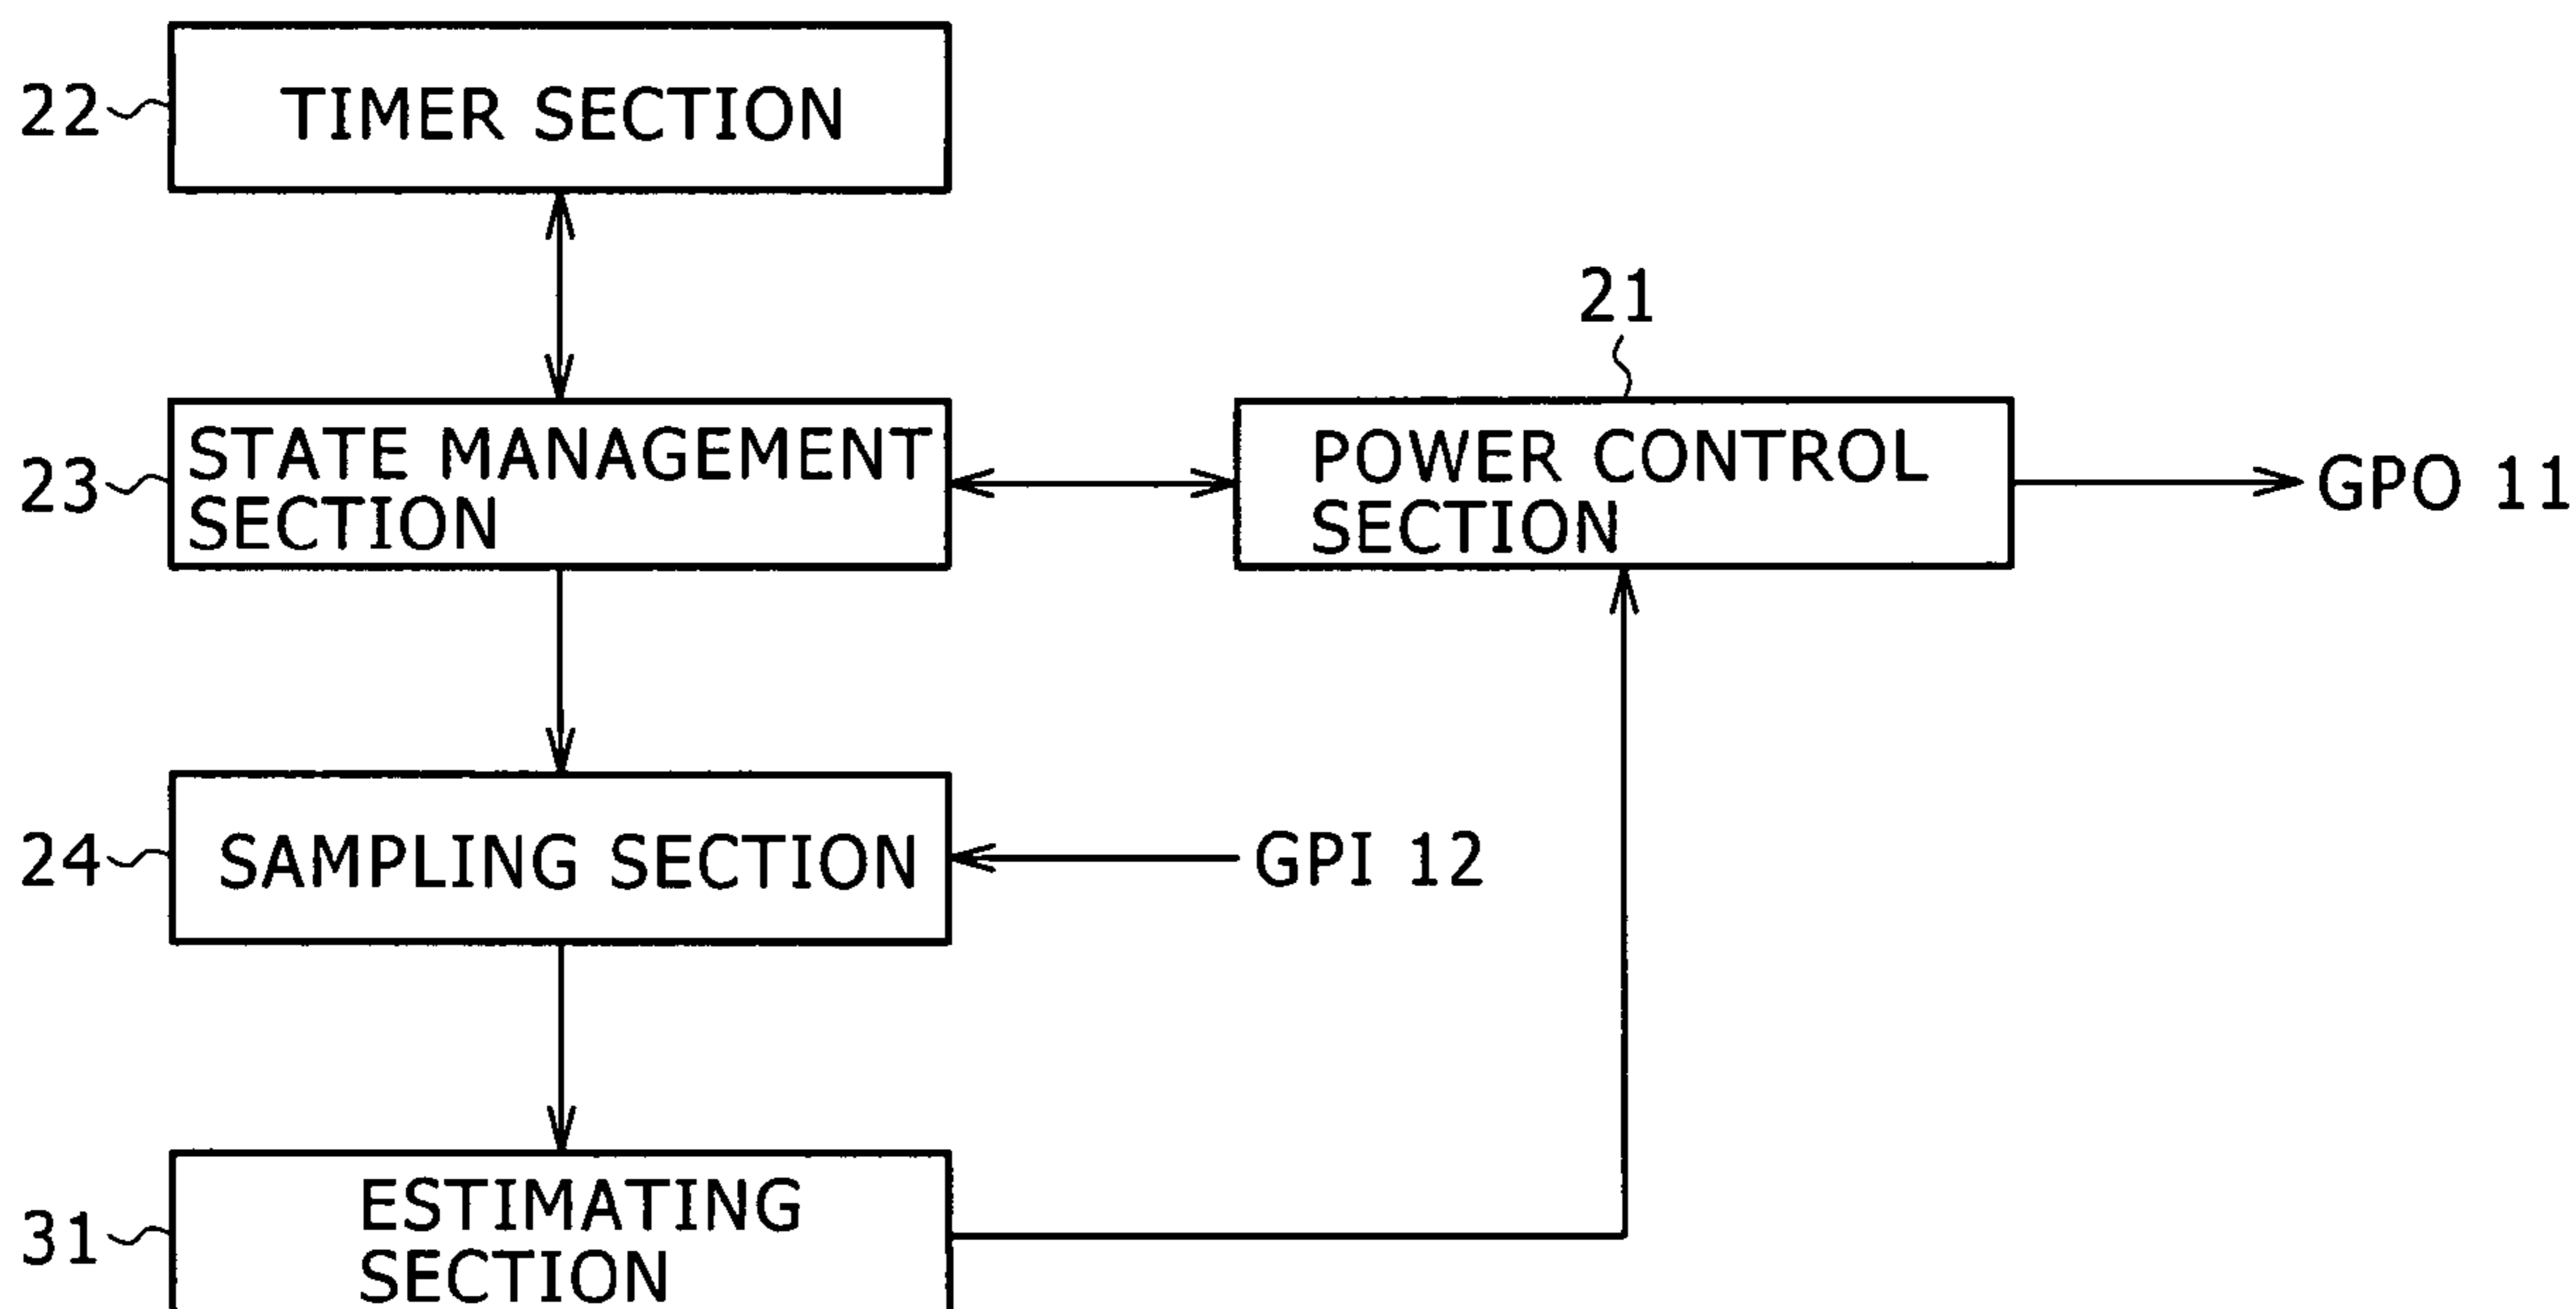 22
TIMER SECTION
21
23
STATE MANAGEMENT
SECTION
POWER CONTROL
SECTION
GPO 11
24
SAMPLING SECTION
GPI 12
31
ESTIMATING
SECTION